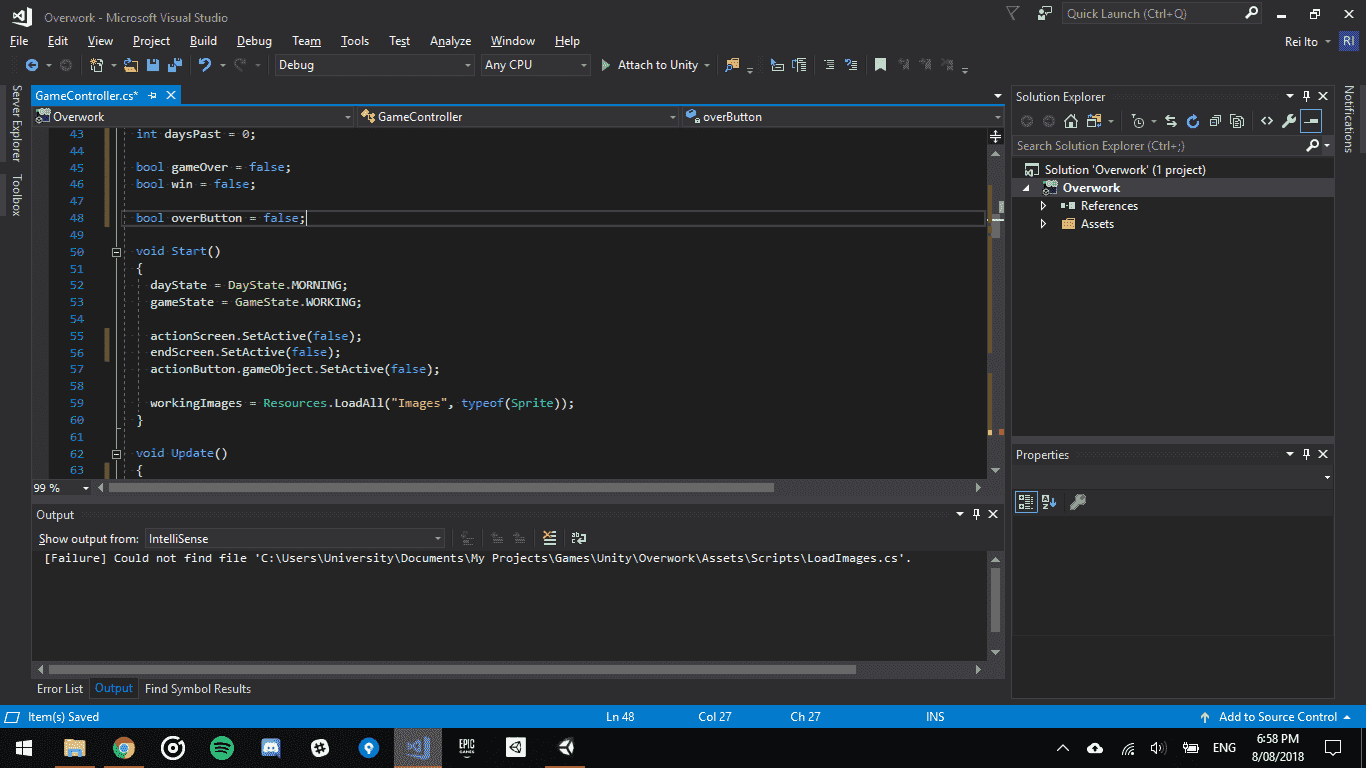 Overwork - Microsoft Visual Studio
Quick Launch (Ctrl+Q)
File Edit View Project Build Debug Team Tools Test Analyze Window Help
Rei Ito RI
Debug Any CPU Attach to Unity
Server Explorer
Toolbox
GameController.cs*
Overwork GameController overButton
43 int daysPast = 0;
44
45 bool gameOver = false;
46 bool win = false;
47
48 bool overButton = false;
49
50 void Start()
51 {
52 dayState = DayState.MORNING;
53 gameState = GameState.WORKING;
54
55 actionScreen.SetActive(false);
56 endScreen.SetActive(false);
57 actionButton.gameObject.SetActive(false);
58
59 workingImages = Resources.LoadAll("Images", typeof(Sprite));
60 }
61
62 void Update()
63 {
99 %
Output
Show output from: IntelliSense
[Failure] Could not find file 'C:\Users\University\Documents\My Projects\Games\Unity\Overwork\Assets\Scripts\LoadImages.cs'.
Error List Output Find Symbol Results
Solution Explorer
Search Solution Explorer (Ctrl+;)
Solution 'Overwork' (1 project)
Overwork
References
Assets
Properties
Notifications
Item(s) Saved Ln 48 Col 27 Ch 27 INS Add to Source Control
EPIC
GAMES
ENG
6:58 PM
8/08/2018